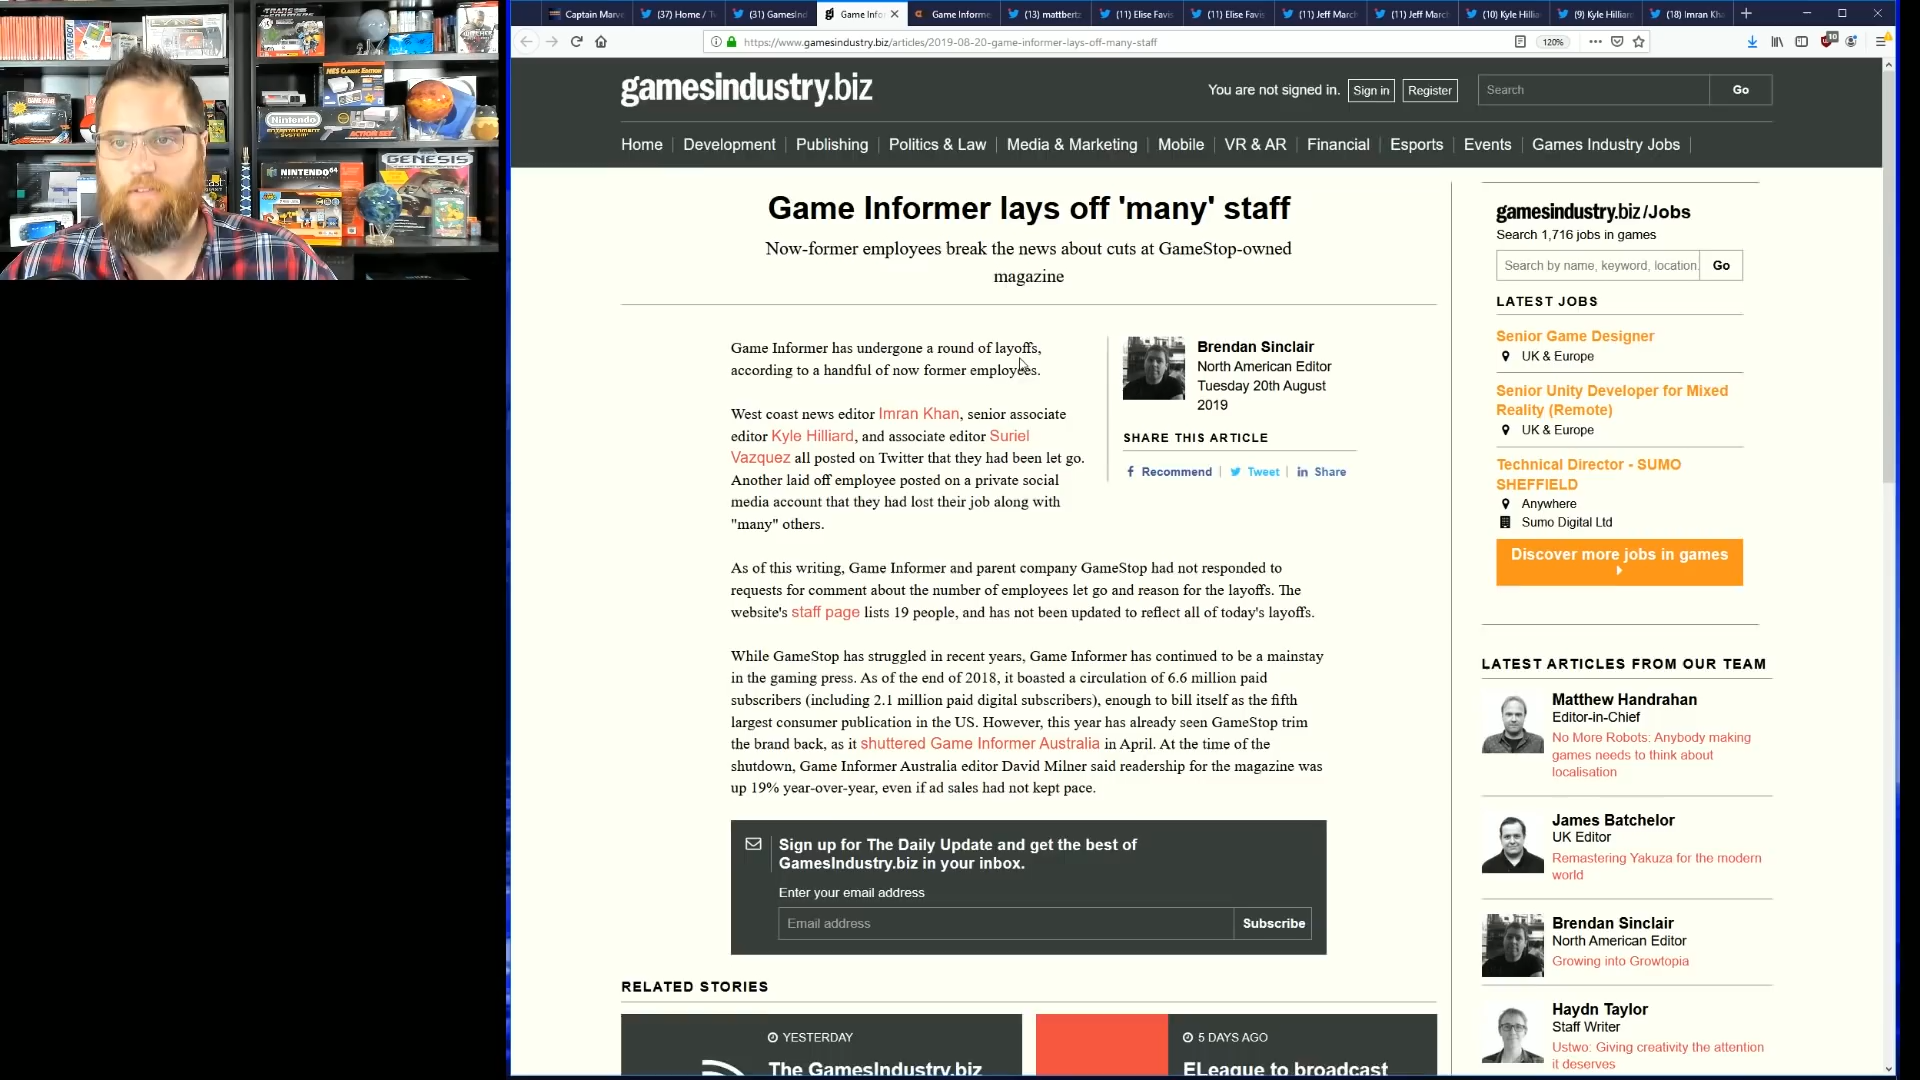 Captain Marve
(37) Home / T
(31) GamesInd
Game Info
Game Informe
(13) mattbertz
(11) Elise Favis
(11) Elise Favis
(11) Jeff March
(11) Jeff March
(10) Kyle Hillia
(9) Kyle Hilliar
(18) Imran Kha
https://www.gamesindustry.biz/articles/2019-08-20-game-informer-lays-off-many-staff
120%
10
gamesindustry.biz
You are not signed in.
Sign in
Register
Search
Go
Home
Development
Publishing
Politics & Law
Media & Marketing
Mobile
VR & AR
Financial
Esports
Events
Games Industry Jobs
Game Informer lays off 'many' staff
Now-former employees break the news about cuts at GameStop-owned
magazine
Game Informer has undergone a round of layoffs,
according to a handful of now former employees.
West coast news editor Imran Khan, senior associate
editor Kyle Hilliard, and associate editor Suriel
Vazquez all posted on Twitter that they had been let go.
Another laid off employee posted on a private social
media account that they had lost their job along with
"many" others.
Brendan Sinclair
North American Editor
Tuesday 20th August
2019
SHARE THIS ARTICLE
Recommend
Tweet
Share
As of this writing, Game Informer and parent company GameStop had not responded to
requests for comment about the number of employees let go and reason for the layoffs. The
website's staff page lists 19 people, and has not been updated to reflect all of today's layoffs.
While GameStop has struggled in recent years, Game Informer has continued to be a mainstay
in the gaming press. As of the end of 2018, it boasted a circulation of 6.6 million paid
subscribers (including 2.1 million paid digital subscribers), enough to bill itself as the fifth
largest consumer publication in the US. However, this year has already seen GameStop trim
the brand back, as it shuttered Game Informer Australia in April. At the time of the
shutdown, Game Informer Australia editor David Milner said readership for the magazine was
up 19% year-over-year, even if ad sales had not kept pace.
Sign up for The Daily Update and get the best of
GamesIndustry.biz in your inbox.
Enter your email address
Email address
Subscribe
RELATED STORIES
YESTERDAY
The GamesIndustry.biz
5 DAYS AGO
ELeague to broadcast
gamesindustry.biz/Jobs
Search 1,716 jobs in games
Search by name, keyword, location.
Go
LATEST JOBS
Senior Game Designer
UK & Europe
Senior Unity Developer for Mixed
Reality (Remote)
UK & Europe
Technical Director - SUMO
SHEFFIELD
Anywhere
Sumo Digital Ltd
Discover more jobs in games
LATEST ARTICLES FROM OUR TEAM
Matthew Handrahan
Editor-in-Chief
No More Robots: Anybody making
games needs to think about
localisation
James Batchelor
UK Editor
Remastering Yakuza for the modern
world
Brendan Sinclair
North American Editor
Growing into Growtopia
Haydn Taylor
Staff Writer
Ustwo: Giving creativity the attention
it deserves
NES CLASSIC EDITION
Nintendo
ENTERTAINMENT SYSTEM
ACTION SET
NINTENDO 64
GENESIS
LYNX
GAME GEAR